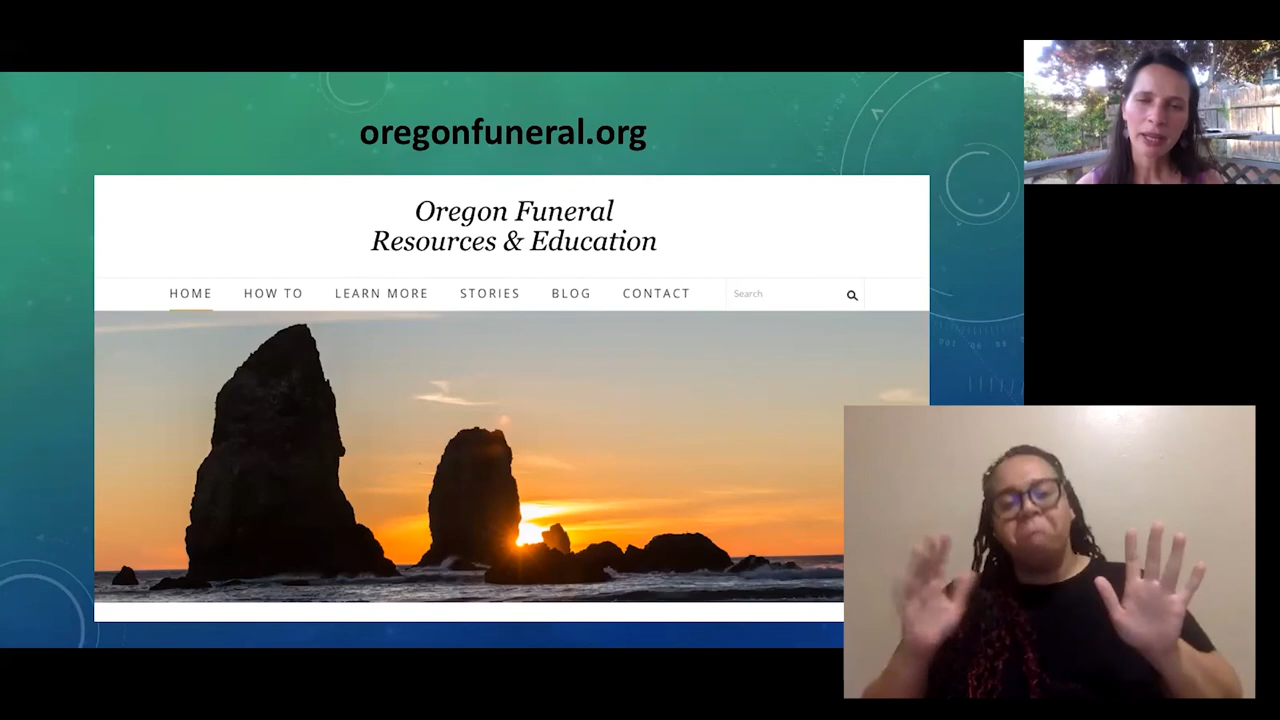 oregonfuneral.org
Oregon Funeral
Resources & Education
HOME HOW TO LEARN MORE STORIES BLOG CONTACT Search